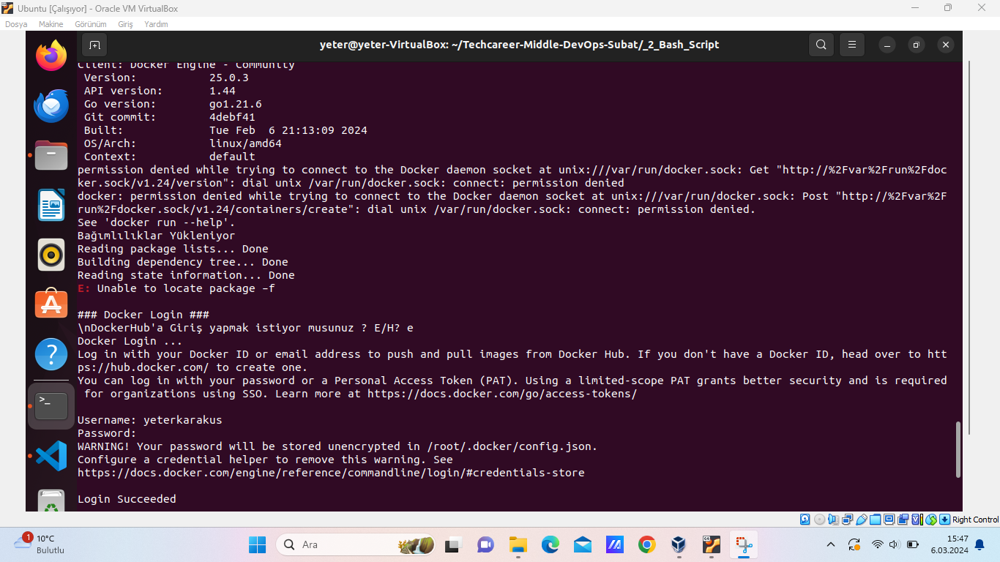 Ubuntu [Çalışıyor] - Oracle VM VirtualBox
Dosya Makine Görünüm Giriş Yardım
yeter@yeter-VirtualBox: ~/Techcareer-Middle-DevOps-Subat/_2_Bash_Script
Client: Docker Engine - Community
Version: 25.0.3
API version: 1.44
Go version: go1.21.6
Git commit: 4debf41
Built: Tue Feb  6 21:13:09 2024
OS/Arch: linux/amd64
Context: default
permission denied while trying to connect to the Docker daemon socket at unix:///var/run/docker.sock: Get "http://%2Fvar%2Frun%2Fdoc
ker.sock/v1.24/version": dial unix /var/run/docker.sock: connect: permission denied
docker: permission denied while trying to connect to the Docker daemon socket at unix:///var/run/docker.sock: Post "http://%2Fvar%2F
run%2Fdocker.sock/v1.24/containers/create": dial unix /var/run/docker.sock: connect: permission denied.
See 'docker run --help'.
Bağımlılıklar Yükleniyor
Reading package lists... Done
Building dependency tree... Done
Reading state information... Done
E: Unable to locate package –f
### Docker Login ###
\nDockerHub'a Giriş yapmak istiyor musunuz ? E/H? e
Docker Login ...
Log in with your Docker ID or email address to push and pull images from Docker Hub. If you don't have a Docker ID, head over to htt
ps://hub.docker.com/ to create one.
You can log in with your password or a Personal Access Token (PAT). Using a limited-scope PAT grants better security and is required
for organizations using SSO. Learn more at https://docs.docker.com/go/access-tokens/
Username: yeterkarakus
Password:
WARNING! Your password will be stored unencrypted in /root/.docker/config.json.
Configure a credential helper to remove this warning. See
https://docs.docker.com/engine/reference/commandline/login/#credentials-store
Login Succeeded
Right Control
1
10°C
Bulutlu
Ara
15:47
6.03.2024